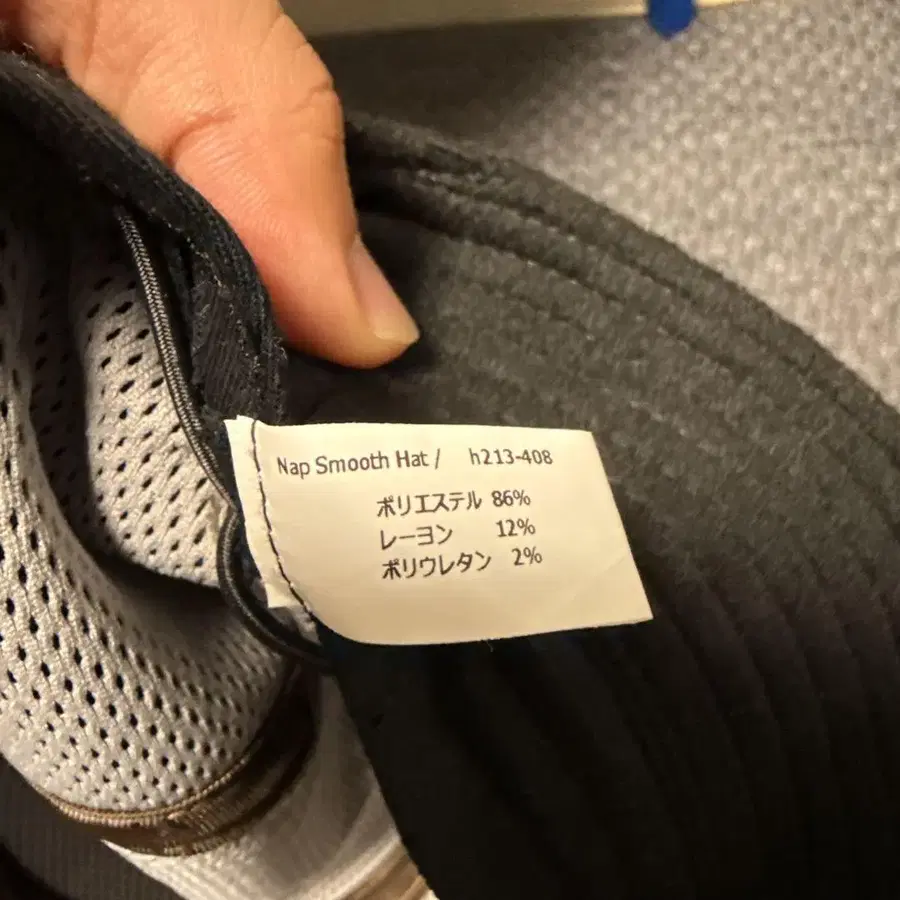 Nap Smooth Hat / h213-408
ポリエステル 86%
レーヨン 12%
ポリウレタン 2%